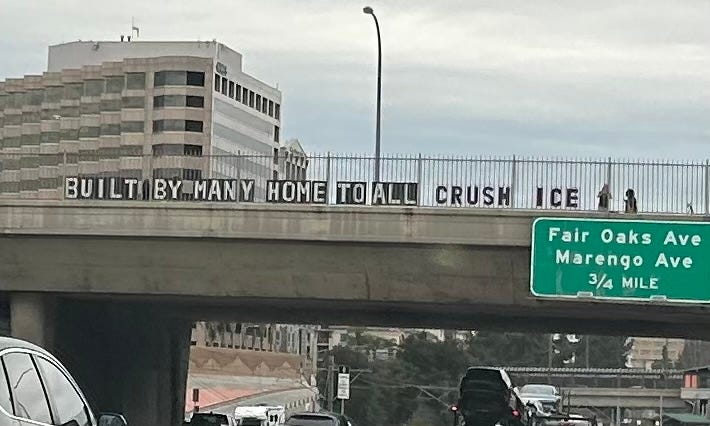 BUILT BY MANY HOME TO ALL CRUSH ICE
Fair Oaks Ave
Marengo Ave
3/4 MILE